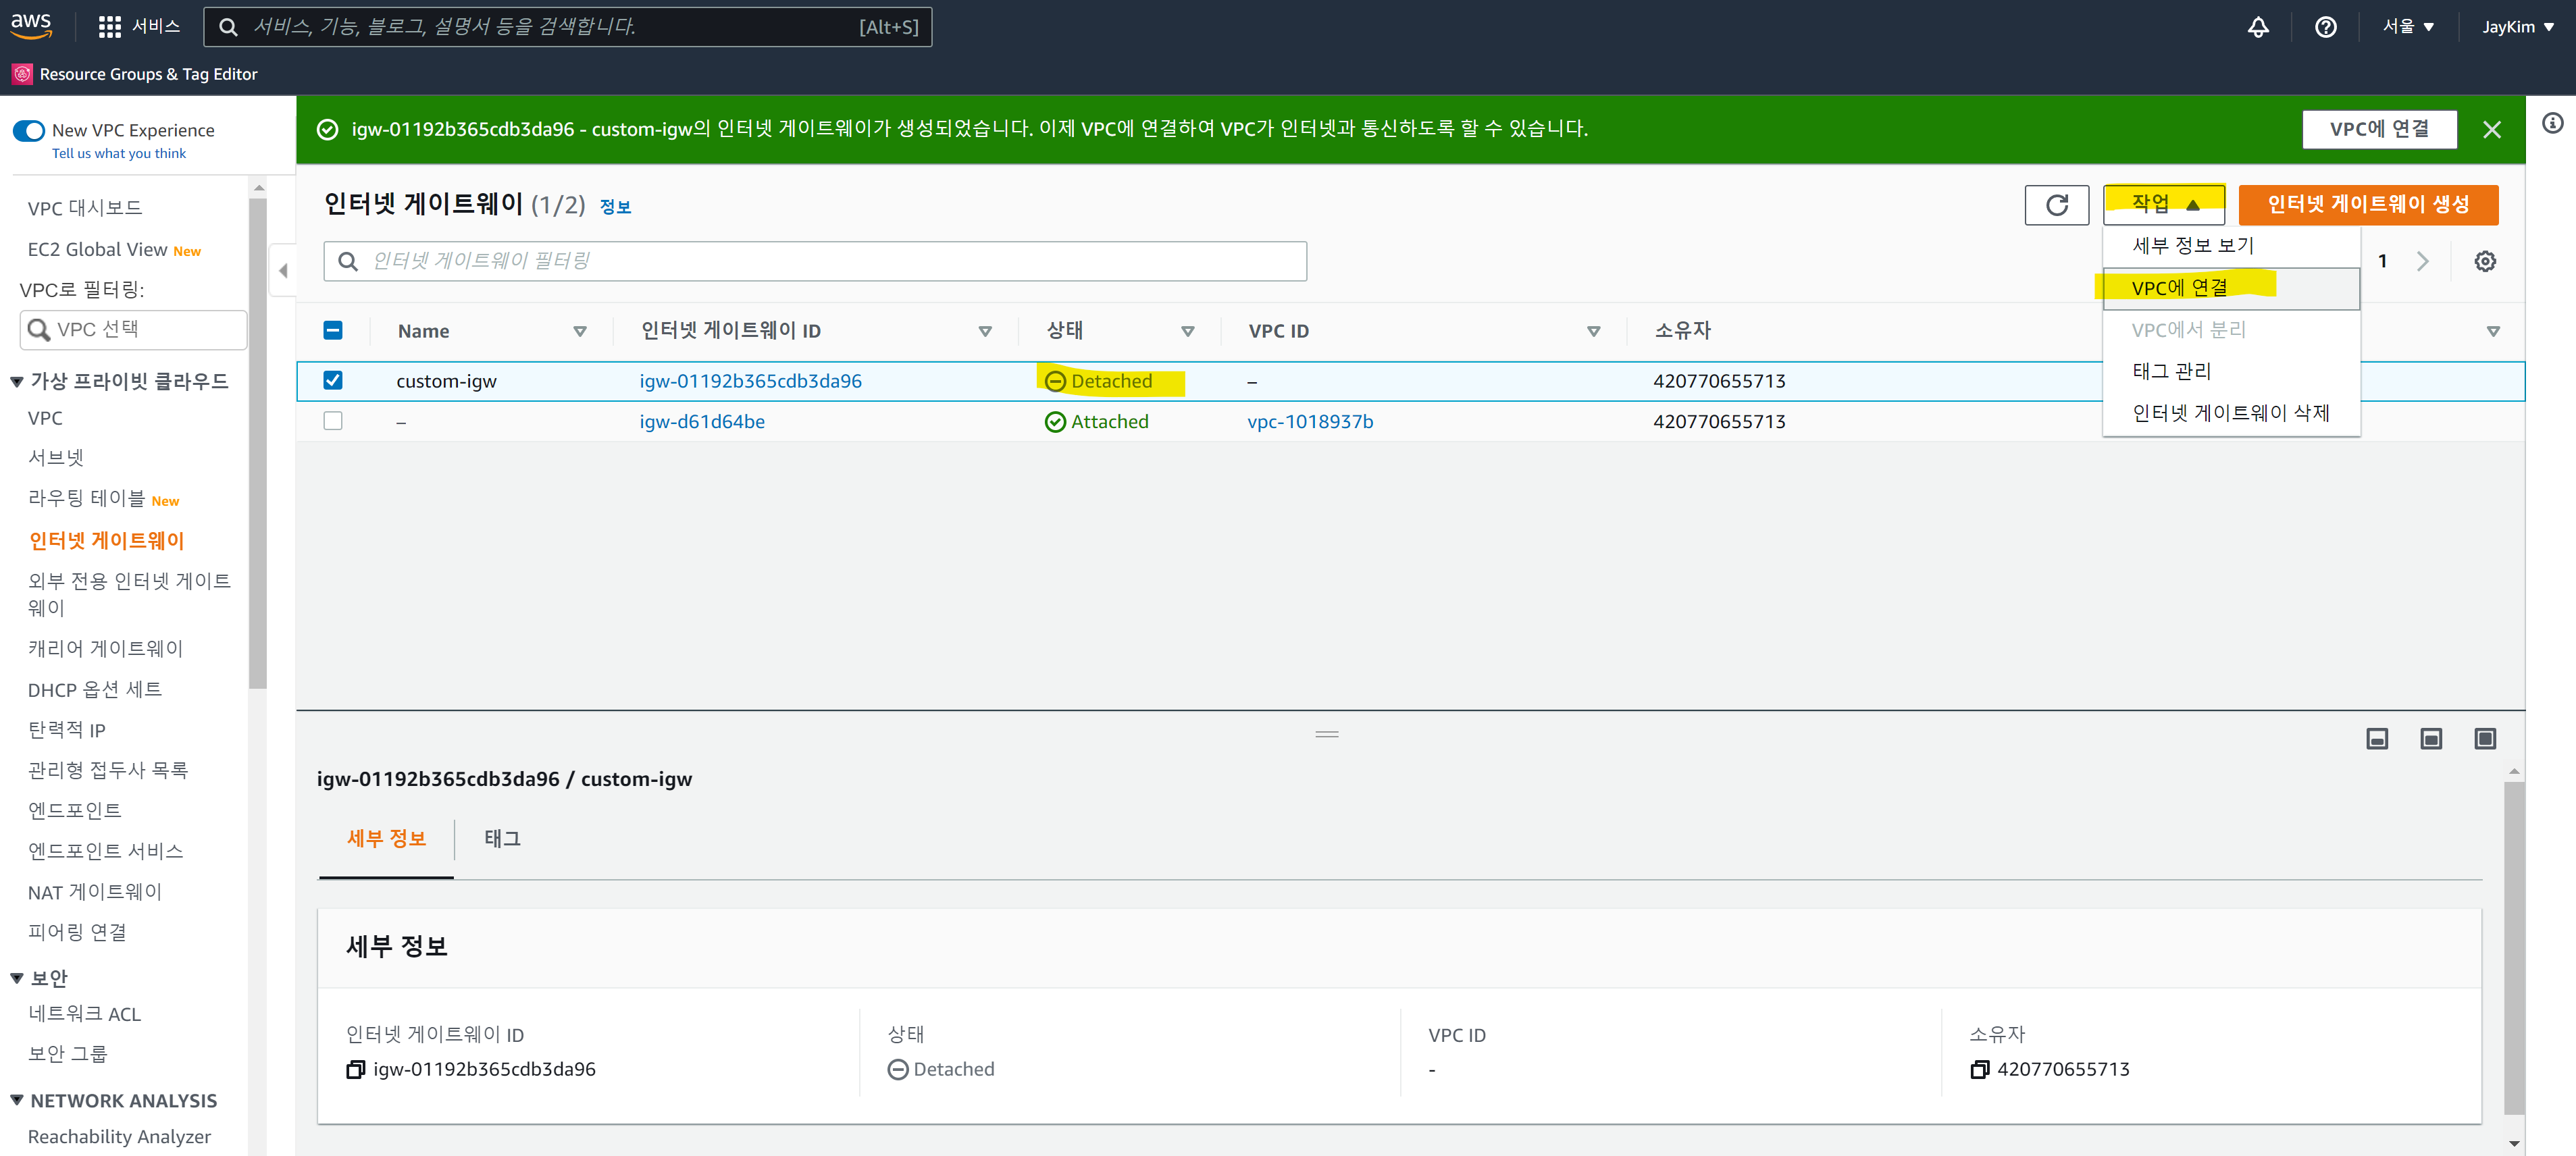 aws
서비스
서비스, 기능, 블로그, 설명서 등을 검색합니다.
[Alt+S]
서울
JayKim
Resource Groups & Tag Editor
New VPC Experience
Tell us what you think
VPC 대시보드
EC2 Global View New
VPC로 필터링:
VPC 선택
가상 프라이빗 클라우드
VPC
서브넷
라우팅 테이블 New
인터넷 게이트웨이
외부 전용 인터넷 게이트
웨이
캐리어 게이트웨이
DHCP 옵션 세트
탄력적 IP
관리형 접두사 목록
엔드포인트
엔드포인트 서비스
NAT 게이트웨이
피어링 연결
보안
네트워크 ACL
보안 그룹
NETWORK ANALYSIS
Reachability Analyzer
igw-01192b365cdb3da96 - custom-igw의 인터넷 게이트웨이가 생성되었습니다. 이제 VPC에 연결하여 VPC가 인터넷과 통신하도록 할 수 있습니다.
VPC에 연결
인터넷 게이트웨이 (1/2) 정보
작업
인터넷 게이트웨이 생성
인터넷 게이트웨이 필터링
세부 정보 보기
VPC에 연결
VPC에서 분리
태그 관리
인터넷 게이트웨이 삭제
1
Name 인터넷 게이트웨이 ID 상태 VPC ID 소유자
custom-igw igw-01192b365cdb3da96 Detached – 420770655713
– igw-d61d64be Attached vpc-1018937b 420770655713
igw-01192b365cdb3da96 / custom-igw
세부 정보 태그
세부 정보
인터넷 게이트웨이 ID 상태 VPC ID 소유자
igw-01192b365cdb3da96 Detached - 420770655713